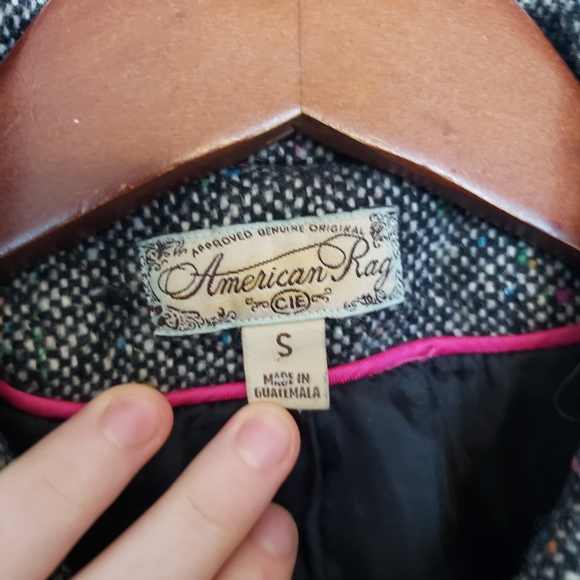 APPROVED GENUINE ORIGINAL
American Rag
CIE
S
MADE IN
GUATEMALA